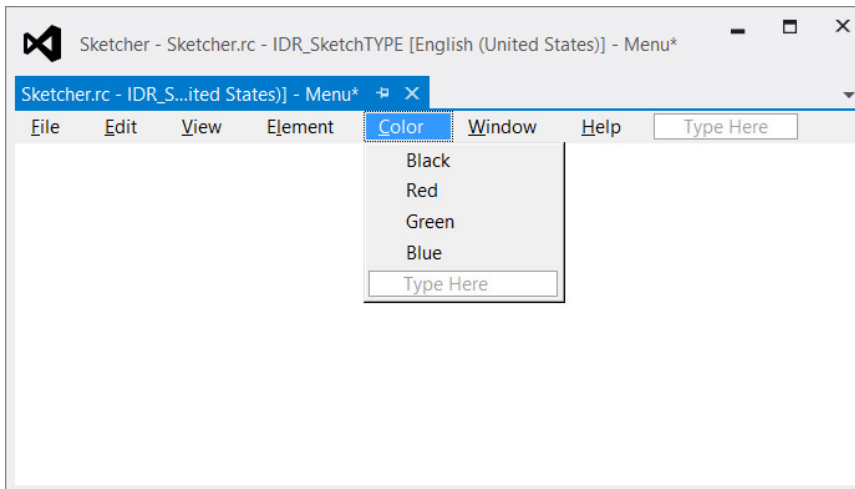 Sketcher - Sketcher.rc - IDR_SketchTYPE [English (United States)] - Menu*
Sketcher.rc - IDR_S...ited States)] - Menu*
File Edit View Element Color Window Help Type Here
Black
Red
Green
Blue
Type Here